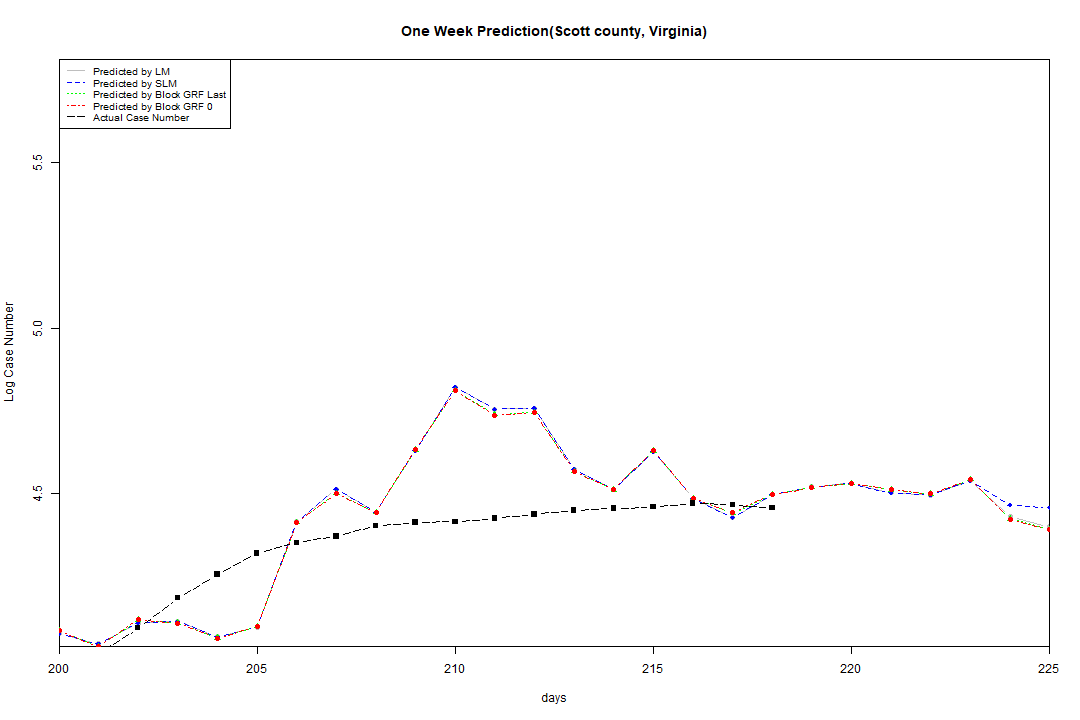 One Week Prediction(Scott county, Virginia)
Predicted by LM
Predicted by SLM
Predicted by Block GRF Last
Predicted by Block GRF 0
Actual Case Number
5.5
5.0
4.5
Log Case Number
200
205
210
215
220
225
days